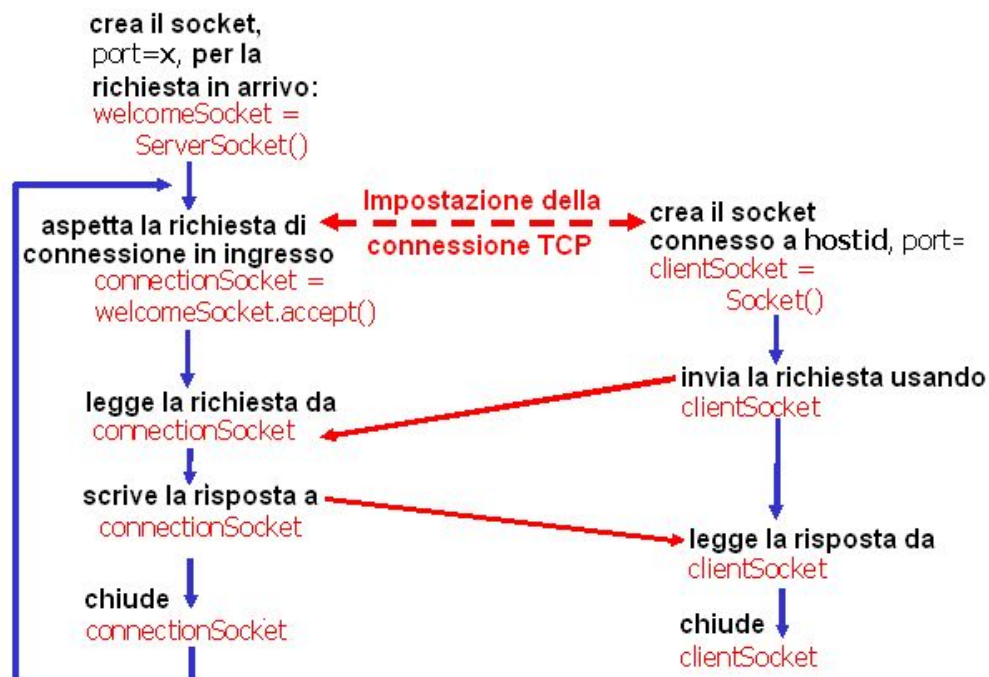 crea il socket,
port=x, per la
richiesta in arrivo:
welcomeSocket =
ServerSocket()
aspetta la richiesta di
connessione in ingresso
connectionSocket =
welcomeSocket.accept()
Impostazione della
connessione TCP
crea il socket
connesso a hostid, port=
clientSocket =
Socket()
invia la richiesta usando
clientSocket
legge la richiesta da
connectionSocket
scrive la risposta a
connectionSocket
legge la risposta da
clientSocket
chiude
connectionSocket
chiude
clientSocket